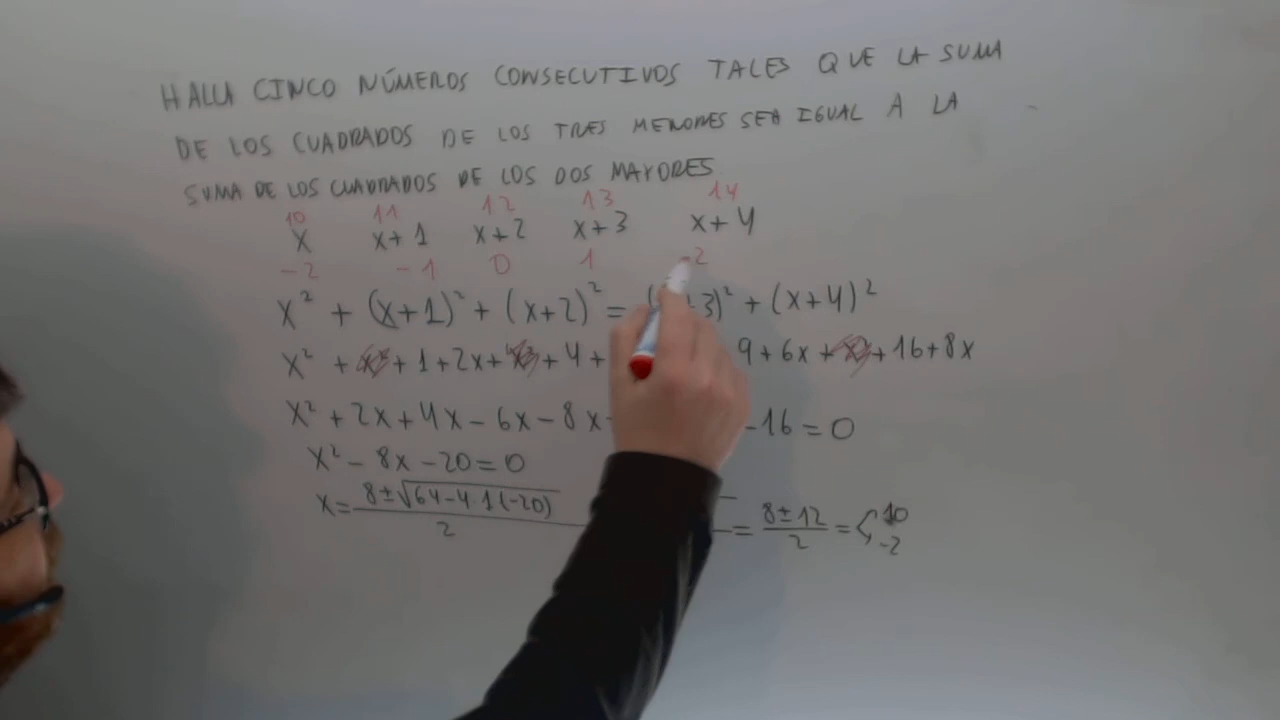 HALLA CINCO NÚMEROS CONSECUTIVOS TALES QUE LA SUMA
DE LOS CUADRADOS DE LOS TRES MENORES SEA IGUAL A LA
SUMA DE LOS CUADRADOS DE LOS DOS MAYORES
10 11 12 13 14
x x+1 x+2 x+3 x+4
-2 -1 0 1 2
x² + (x+1)² + (x+2)² = +3)² + (x+4)²
x² + x² + 1 + 2x + x² + 4 + 9 + 6x + x² + 16 + 8x
x² + 2x + 4x - 6x - 8x - 16 = 0
x² - 8x - 20 = 0
x = 8±√64-4·1(-20) / 2 = 8±12 / 2 = < 10 -2